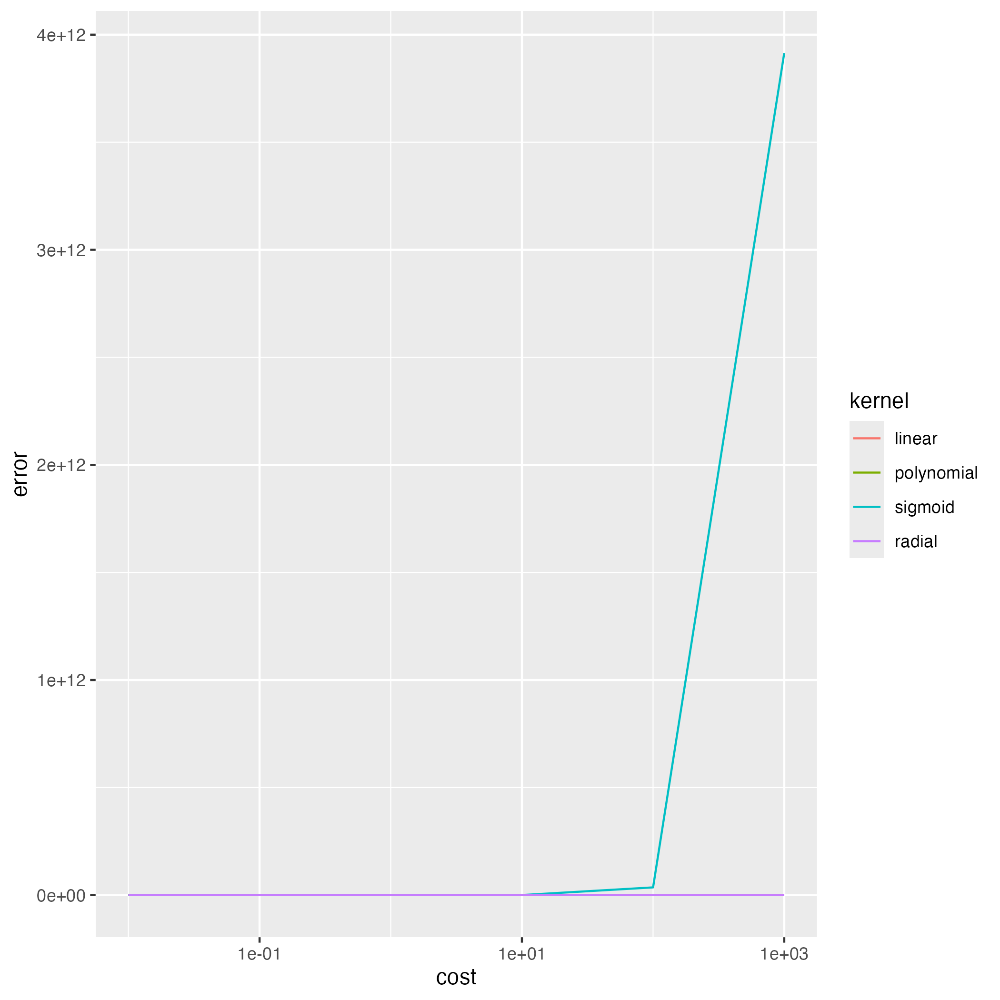 4e+12
3e+12
2e+12
1e+12
0e+00
error
1e-01
1e+01
1e+03
cost
kernel
linear
polynomial
sigmoid
radial